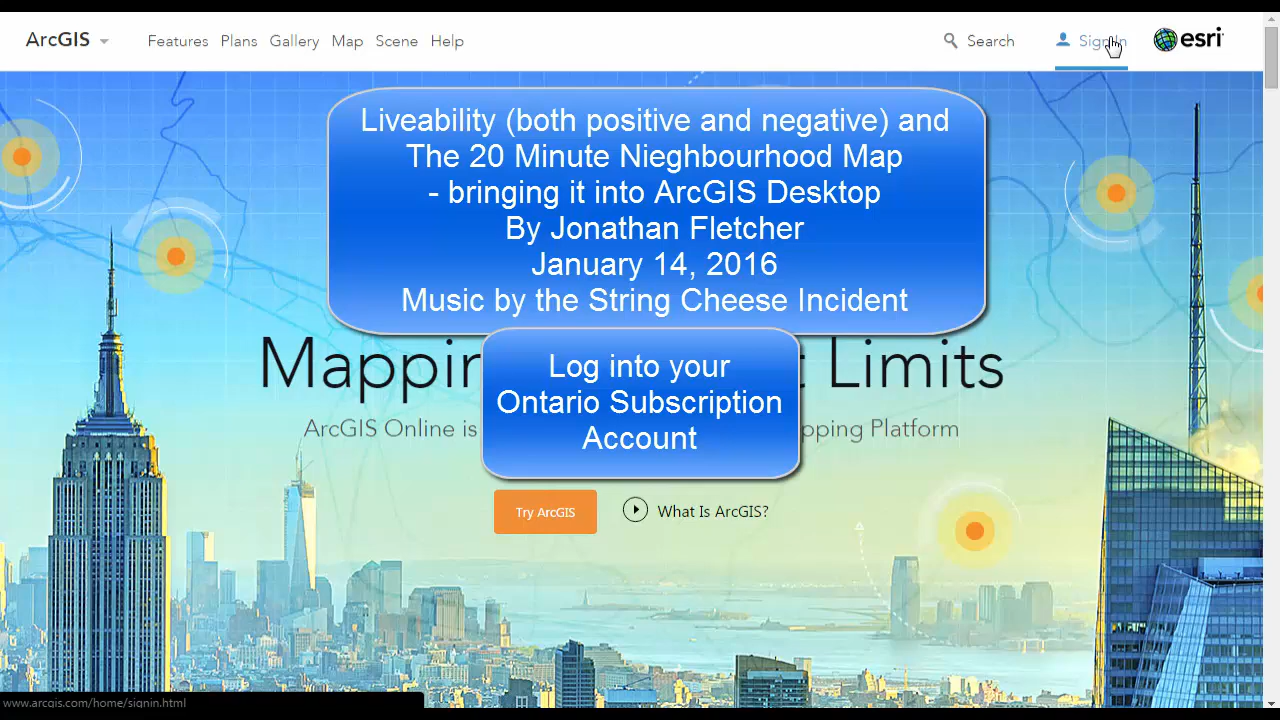 ArcGIS
Features Plans Gallery Map Scene Help
Search
Sign In
esri
Liveability (both positive and negative) and
The 20 Minute Nieghbourhood Map
- bringing it into ArcGIS Desktop
By Jonathan Fletcher
January 14, 2016
Music by the String Cheese Incident
Log into your
Ontario Subscription
Account
Limits
ArcGIS Online is
Platform
Try ArcGIS
What Is ArcGIS?
www.arcgis.com/home/signin.html